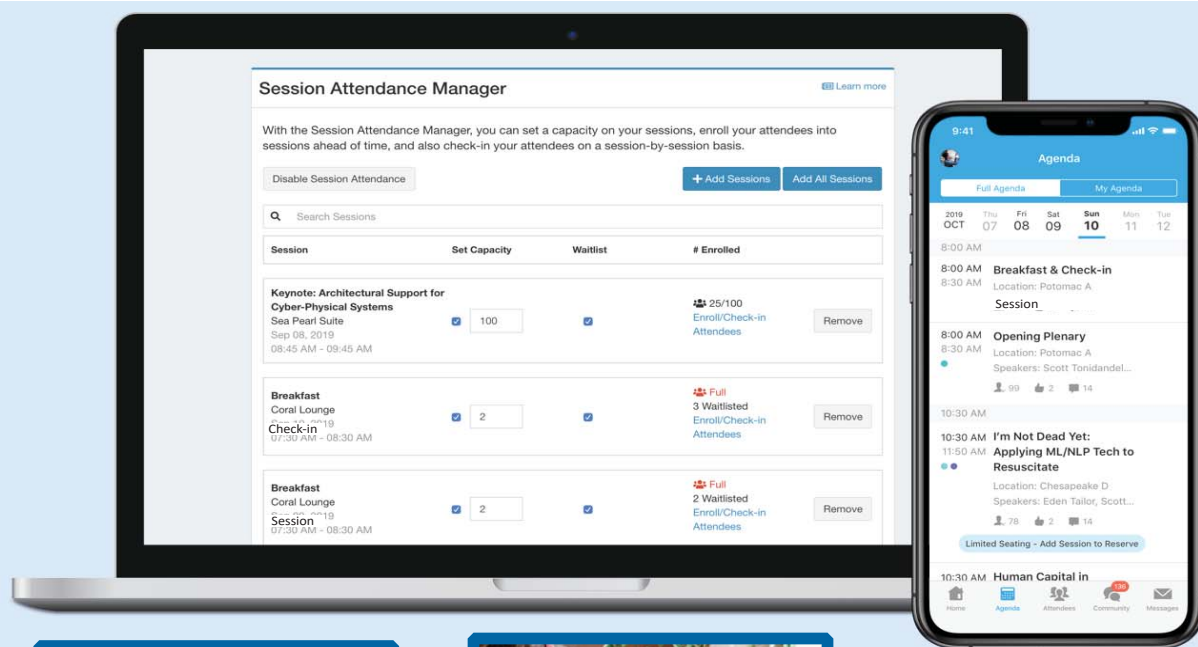 Session Attendance Manager
Learn more
With the Session Attendance Manager, you can set a capacity on your sessions, enroll your attendees into
sessions ahead of time, and also check-in your attendees on a session-by-session basis.
Disable Session Attendance
+ Add Sessions
Add All Sessions
Search Sessions
Session Set Capacity Waitlist # Enrolled
Keynote: Architectural Support for
Cyber-Physical Systems
Sea Pearl Suite
Sep 08, 2019
08:45 AM - 09:45 AM
100
25/100
Enroll/Check-in
Attendees
Remove
Breakfast
Coral Lounge
Check-in
07:30 AM - 08:30 AM
2
Full
3 Waitlisted
Enroll/Check-in
Attendees
Remove
Breakfast
Coral Lounge
Session
07:30 AM - 08:30 AM
2
Full
2 Waitlisted
Enroll/Check-in
Attendees
Remove
9:41
Agenda
Full Agenda
My Agenda
2019 Thu Fri Sat Sun Mon Tue
OCT 07 08 09 10 11 12
8:00 AM
8:00 AM Breakfast & Check-in
8:30 AM Location: Potomac A
Session
8:00 AM Opening Plenary
8:30 AM Location: Potomac A
Speakers: Scott Tonidandel...
99 2 14
10:30 AM
10:30 AM I'm Not Dead Yet:
11:50 AM Applying ML/NLP Tech to
Resuscitate
Location: Chesapeake D
Speakers: Eden Tailor, Scott...
78 2 14
Limited Seating - Add Session to Reserve
10:30 AM Human Capital in
136
Home Agenda Attendees Community Messages